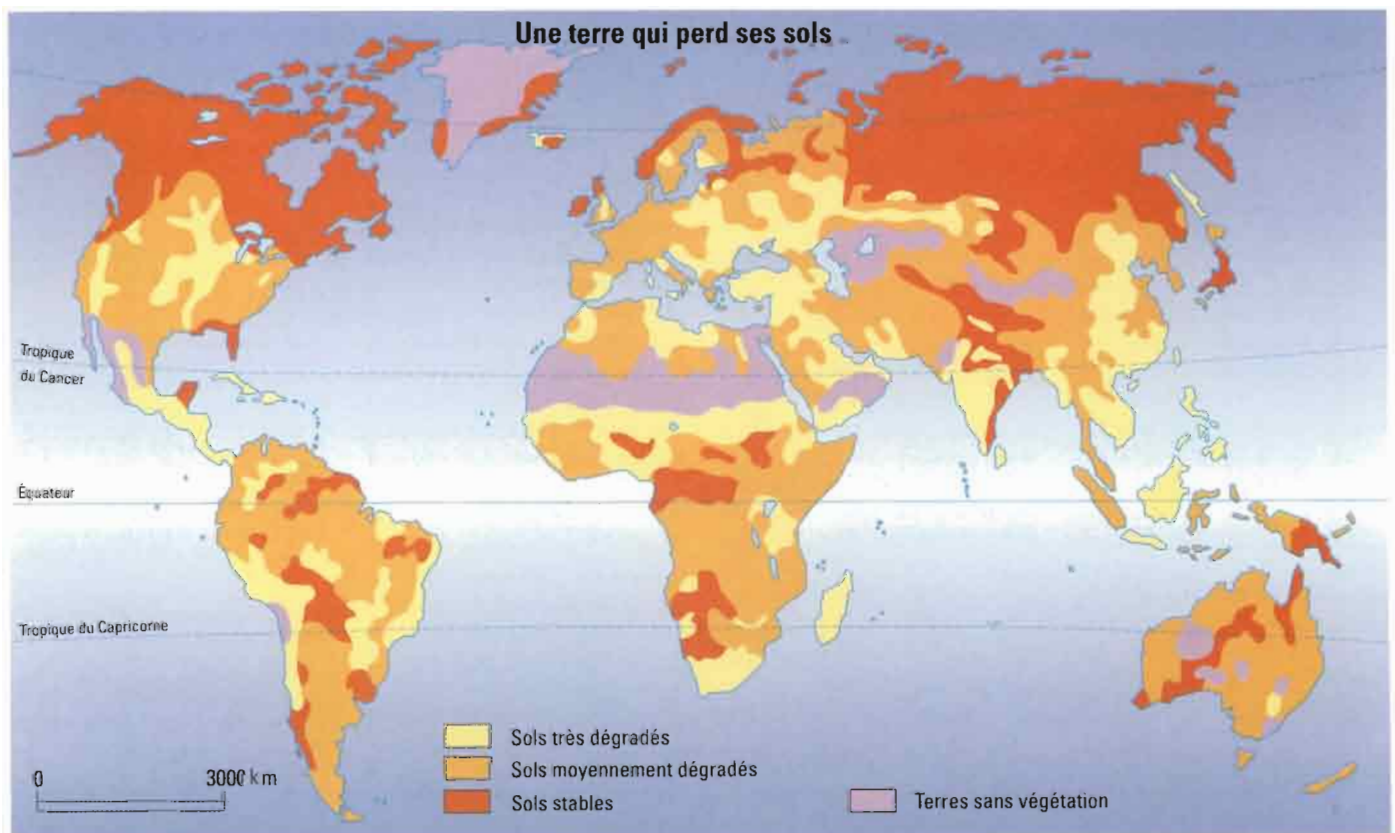 Une terre qui perd ses sols
Tropique
du Cancer
Équateur
Tropique du Capricorne
0 3000 km
Sols très dégradés
Sols moyennement dégradés
Sols stables
Terres sans végétation